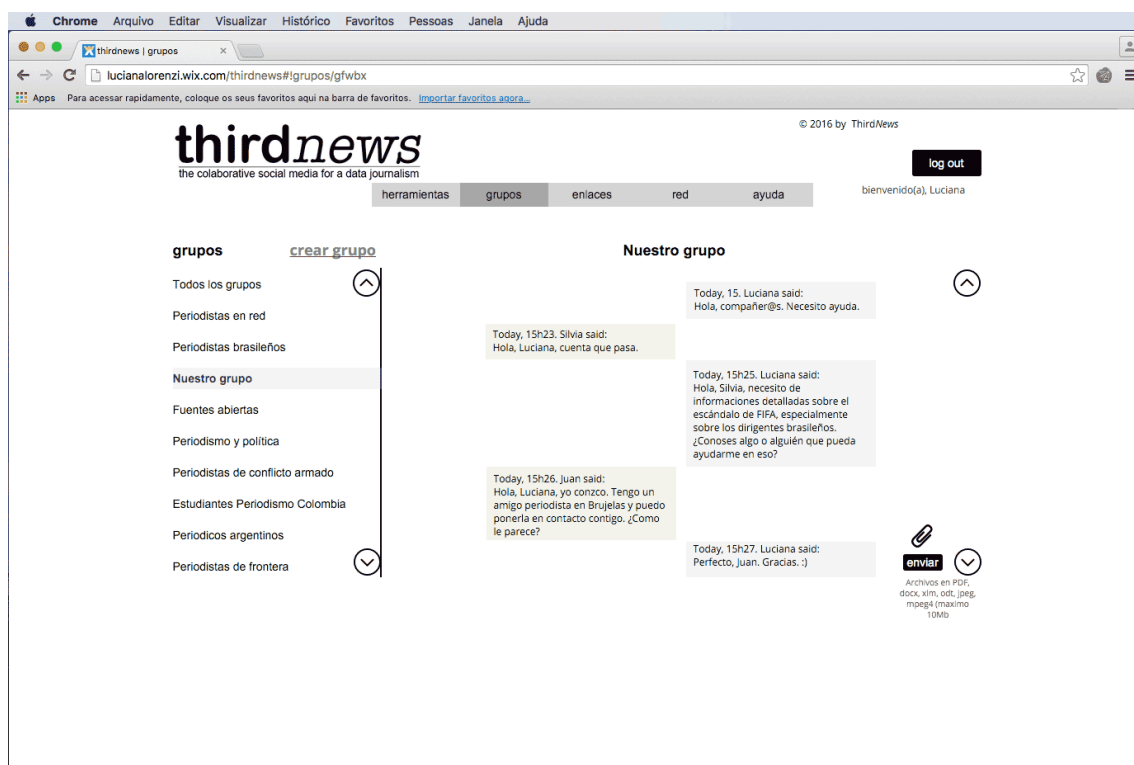 Chrome Arquivo Editar Visualizar Histórico Favoritos Pessoas Janela Ajuda
thirdnews | grupos
lucianalorenzi.wix.com/thirdnews#!grupos/gfwbx
Apps Para acessar rapidamente, coloque os seus favoritos aqui na barra de favoritos. Importar favoritos agora...
© 2016 by ThirdNews
thirdnews
the colaborative social media for a data journalism
log out
bienvenido(a), Luciana
herramientas grupos enlaces red ayuda
grupos crear grupo
Todos los grupos
Periodistas en red
Periodistas brasileños
Nuestro grupo
Fuentes abiertas
Periodismo y política
Periodistas de conflicto armado
Estudiantes Periodismo Colombia
Periodicos argentinos
Periodistas de frontera
Nuestro grupo
Today, 15. Luciana said:
Hola, compañer@s. Necesito ayuda.
Today, 15h23. Silvia said:
Hola, Luciana, cuenta que pasa.
Today, 15h25. Luciana said:
Hola, Silvia, necesito de
informaciones detalladas sobre el
escándalo de FIFA, especialmente
sobre los dirigentes brasileños.
¿Conoses algo o alguién que pueda
ayudarme en eso?
Today, 15h26. Juan said:
Hola, Luciana, yo conzco. Tengo un
amigo periodista en Brujelas y puedo
ponerla en contacto contigo. ¿Como
le parece?
Today, 15h27. Luciana said:
Perfecto, Juan. Gracias. :)
enviar
Archivos en PDF,
docx, xlm, odt, jpeg,
mpeg4 (maximo
10Mb